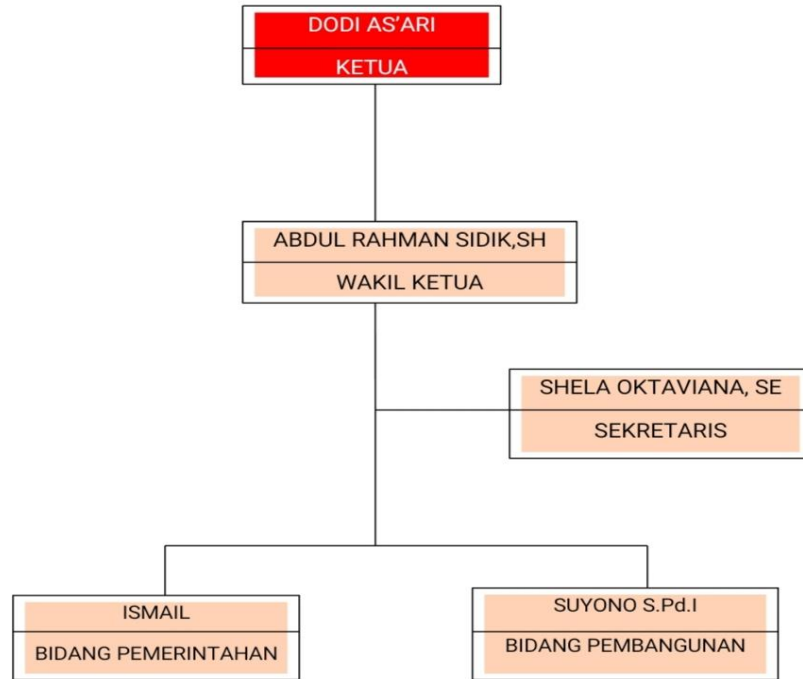 DODI AS’ARI
KETUA
ABDUL RAHMAN SIDIK,SH
WAKIL KETUA
SHELA OKTAVIANA, SE
SEKRETARIS
ISMAIL
BIDANG PEMERINTAHAN
SUYONO S.Pd.I
BIDANG PEMBANGUNAN